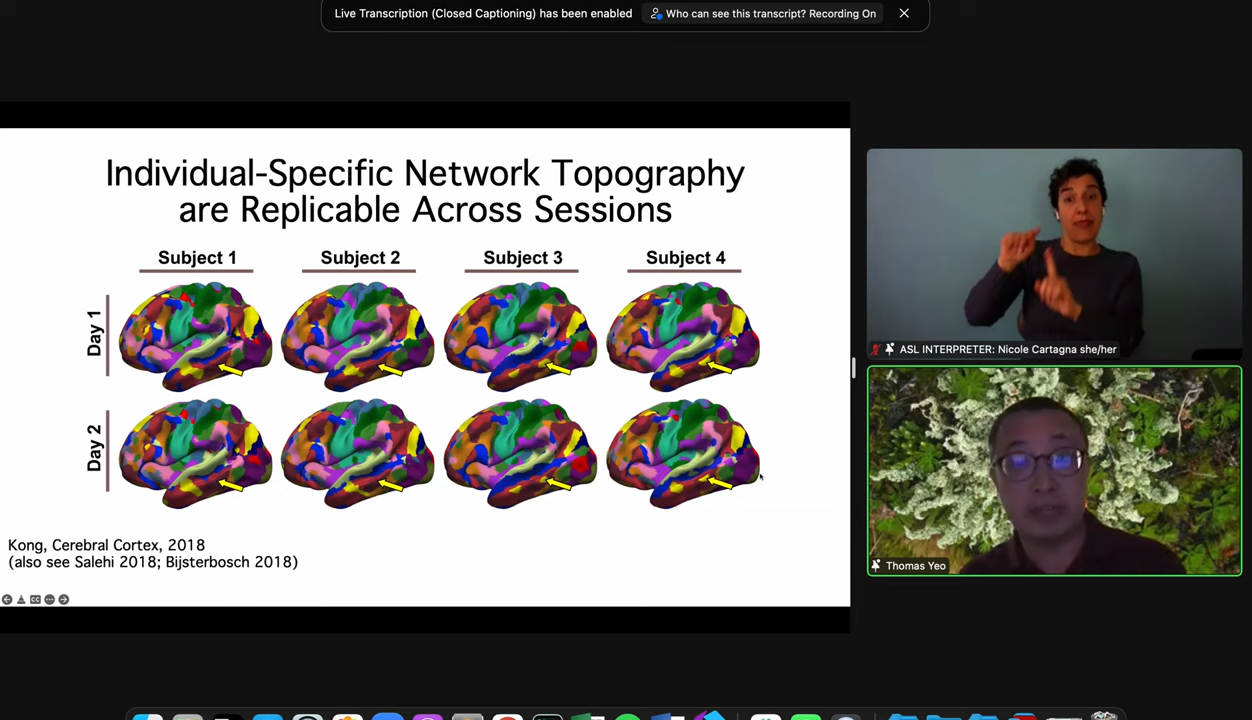 Live Transcription (Closed Captioning) has been enabled
Who can see this transcript? Recording On
Individual-Specific Network Topography
are Replicable Across Sessions
Subject 1
Subject 2
Subject 3
Subject 4
Day 1
Day 2
Kong, Cerebral Cortex, 2018
(also see Salehi 2018; Bijsterbosch 2018)
ASL INTERPRETER: Nicole Cartagna she/her
Thomas Yeo